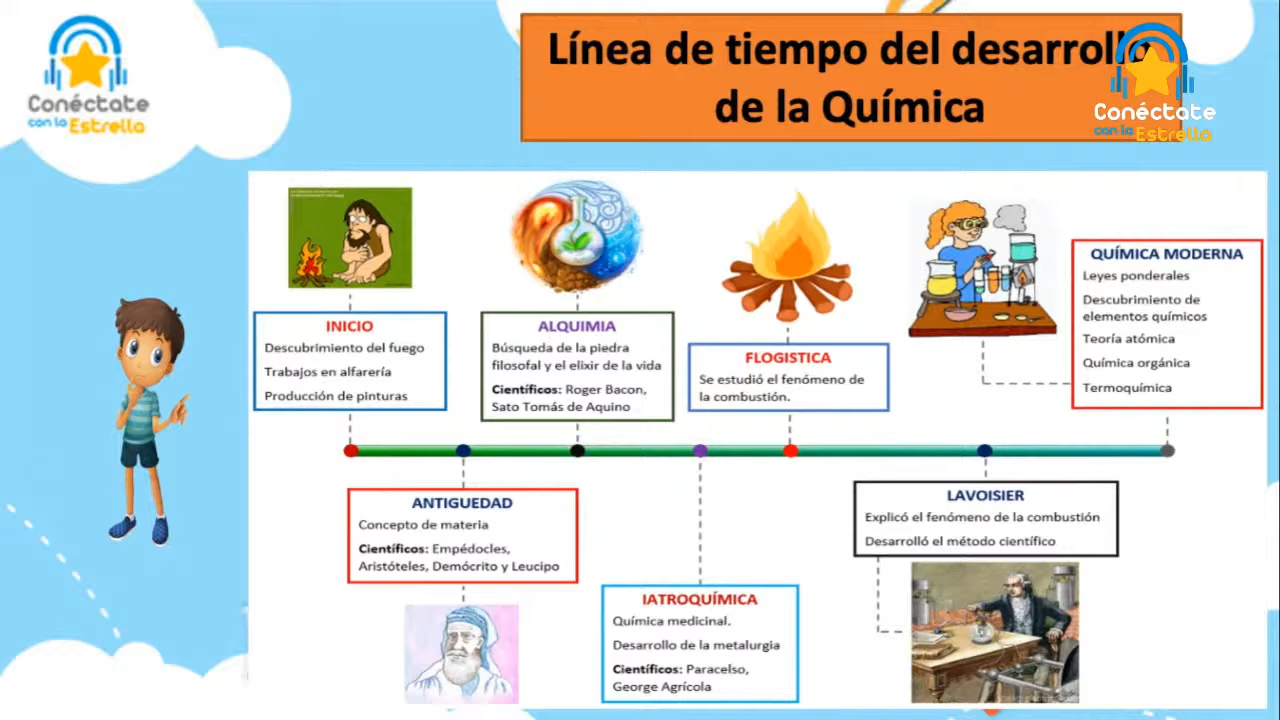 Conéctate
con la Estrella
Línea de tiempo del desarrollo
de la Química
Conéctate
con la Estrella
INICIO
Descubrimiento del fuego
Trabajos en alfarería
Producción de pinturas
ALQUIMIA
Búsqueda de la piedra
filosofal y el elixir de la vida
Científicos: Roger Bacon,
Sato Tomás de Aquino
FLOGISTICA
Se estudió el fenómeno de
la combustión.
QUÍMICA MODERNA
Leyes ponderales
Descubrimiento de
elementos químicos
Teoría atómica
Química orgánica
Termoquímica
ANTIGUEDAD
Concepto de materia
Científicos: Empédocles,
Aristóteles, Demócrito y Leucipo
IATROQUÍMICA
Química medicinal.
Desarrollo de la metalurgia
Científicos: Paracelso,
George Agrícola
LAVOISIER
Explicó el fenómeno de la combustión
Desarrolló el método científico